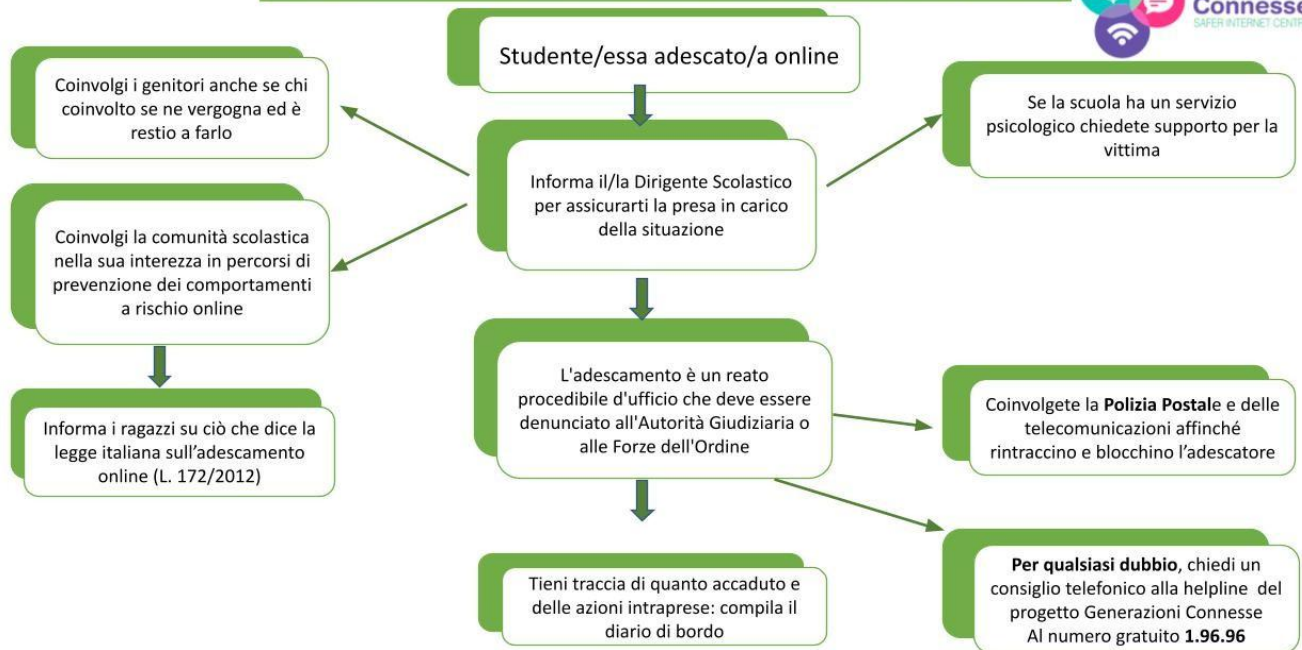 Connesse
SAFER INTERNET CENTR
Studente/essa adescato/a online
Coinvolgi i genitori anche se chi
coinvolto se ne vergogna ed è
restio a farlo
Se la scuola ha un servizio
psicologico chiedete supporto per la
vittima
Informa il/la Dirigente Scolastico
per assicurarti la presa in carico
della situazione
Coinvolgi la comunità scolastica
nella sua interezza in percorsi di
prevenzione dei comportamenti
a rischio online
L'adescamento è un reato
procedibile d'ufficio che deve essere
denunciato all'Autorità Giudiziaria o
alle Forze dell'Ordine
Informa i ragazzi su ciò che dice la
legge italiana sull’adescamento
online (L. 172/2012)
Coinvolgete la Polizia Postale e delle
telecomunicazioni affinché
rintraccino e blocchino l’adescatore
Tieni traccia di quanto accaduto e
delle azioni intraprese: compila il
diario di bordo
Per qualsiasi dubbio, chiedi un
consiglio telefonico alla helpline del
progetto Generazioni Connesse
Al numero gratuito 1.96.96